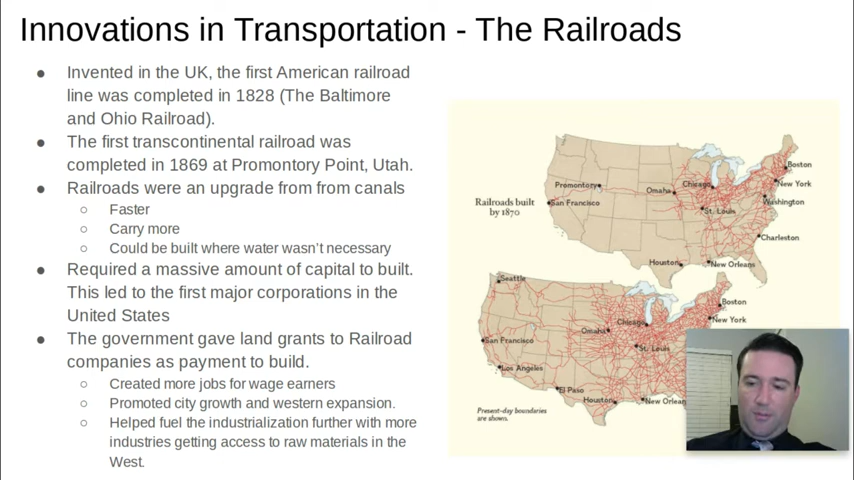 Innovations in Transportation - The Railroads
● Invented in the UK, the first American railroad
line was completed in 1828 (The Baltimore
and Ohio Railroad).
● The first transcontinental railroad was
completed in 1869 at Promontory Point, Utah.
● Railroads were an upgrade from from canals
○ Faster
○ Carry more
○ Could be built where water wasn't necessary
● Required a massive amount of capital to built.
This led to the first major corporations in the
United States
● The government gave land grants to Railroad
companies as payment to build.
○ Created more jobs for wage earners
○ Promoted city growth and western expansion.
○ Helped fuel the industrialization further with more
industries getting access to raw materials in the
West.
Railroads built
by 1870
Boston
Promontory
Chicago
New York
Omaha
San Francisco
Washington
St. Louis
Charleston
Houston
New Orleans
Seattle
Boston
Chicago
New York
Omaha
San Francisco
St. Louis
Los Angeles
El Paso
Houston
New Orlean
Present-day boundaries
are shown.